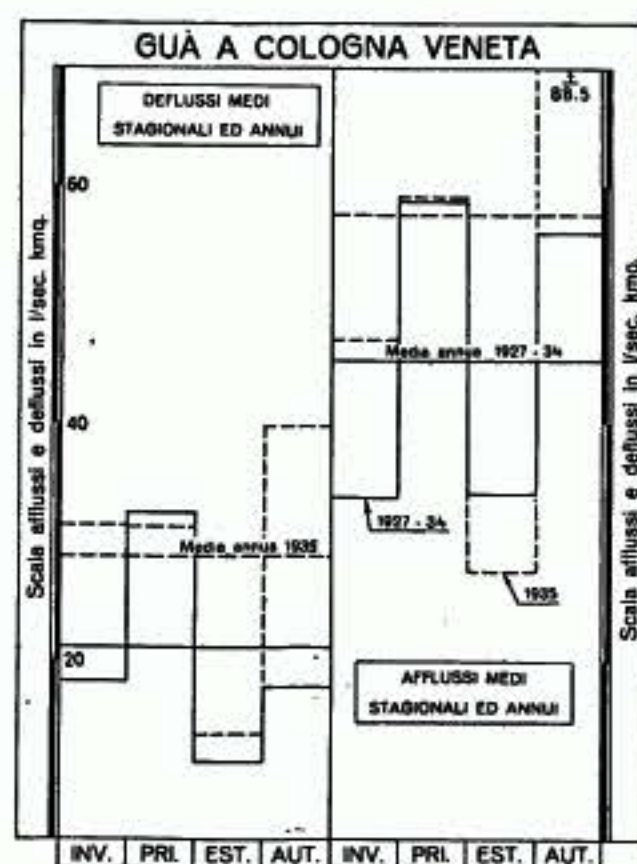 GUÀ A COLOGNA VENETA
DEFLUSSI MEDI
STAGIONALI ED ANNUI
88.5
60
Scala afflussi e deflussi in l/sec. kmq.
Media annua 1927 - 34
40
1927 - 34
Media annua 1935
1935
20
AFFLUSSI MEDI
STAGIONALI ED ANNUI
Scala afflussi e deflussi in l/sec. kmq.
INV. PRI. EST. AUT. INV. PRI. EST. AUT.